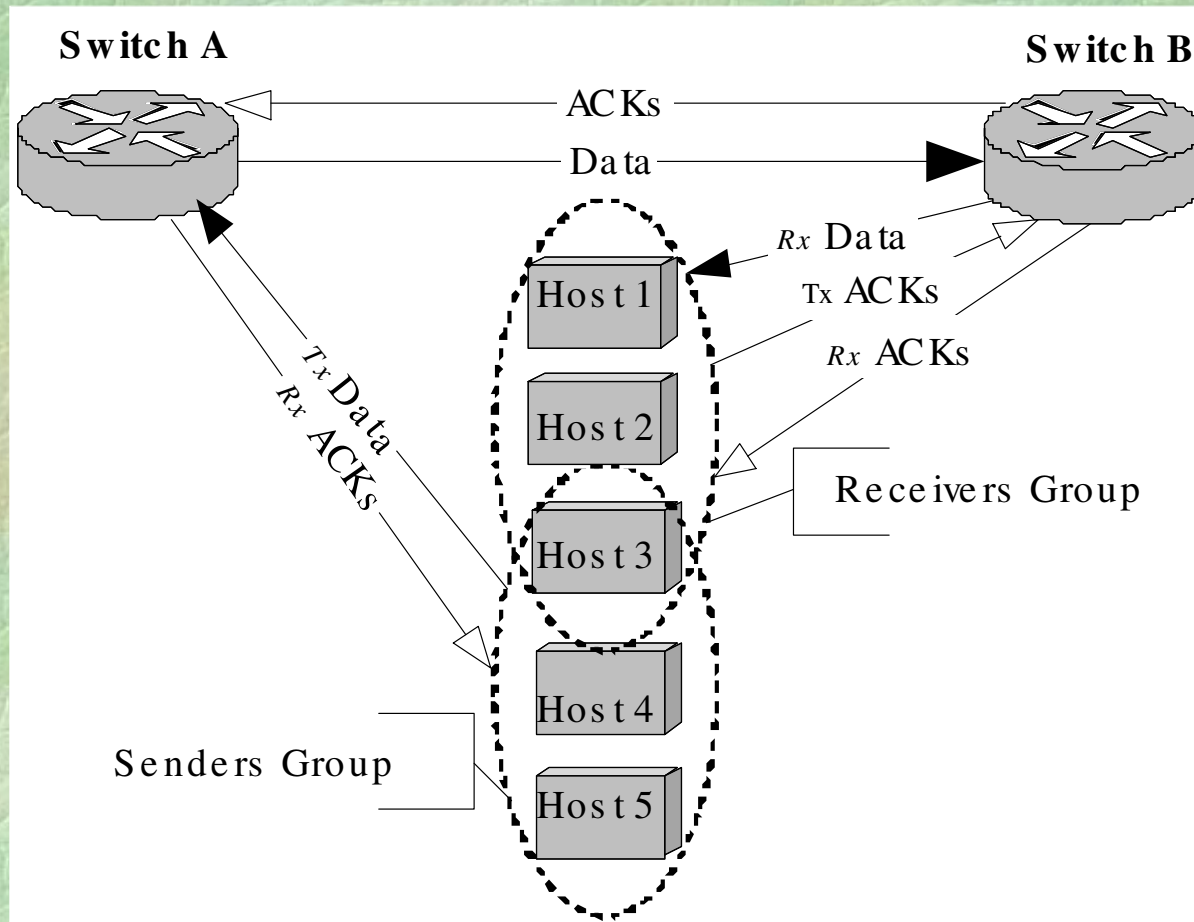 Switch A
Switch B
ACKs
Data
Rx Data
Tx ACKs
Rx ACKs
Tx Data
Rx ACKs
Host 1
Host 2
Host 3
Host 4
Host 5
Receivers Group
Senders Group